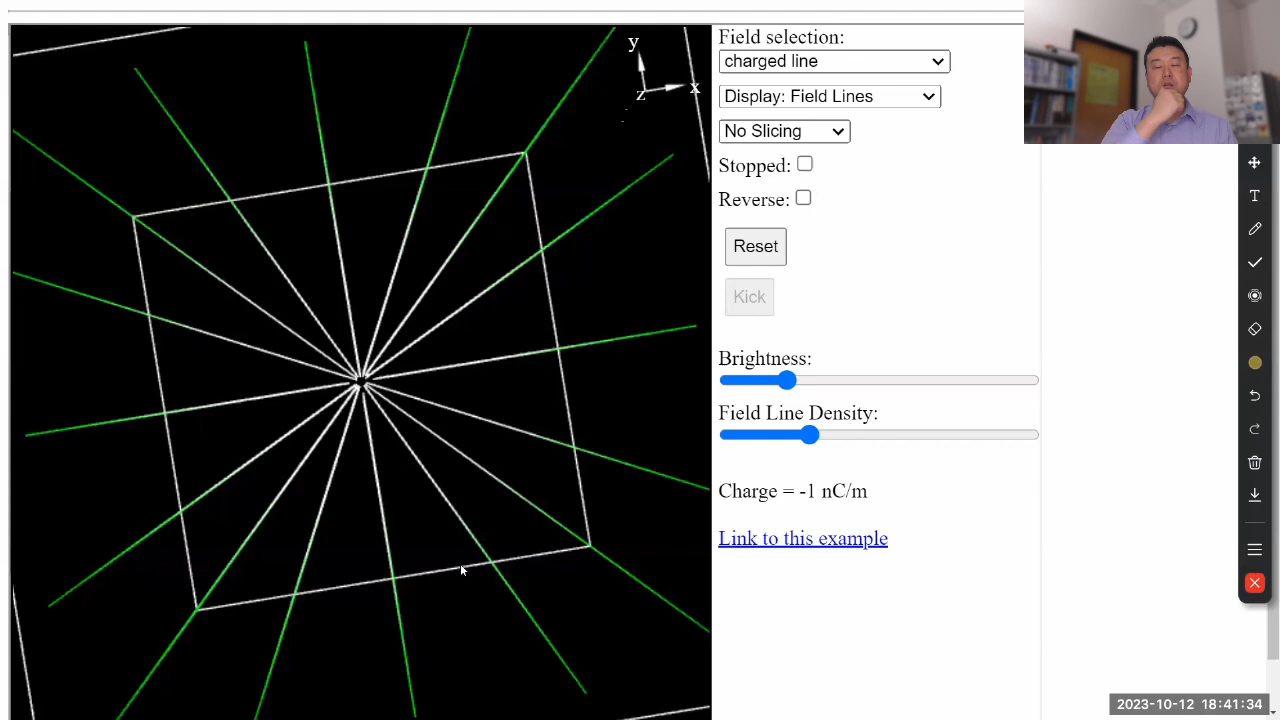 y
x
z
Field selection:
charged line
Display: Field Lines
No Slicing
Stopped:
Reverse:
Reset
Kick
Brightness:
Field Line Density:
Charge = -1 nC/m
Link to this example
T
2023-10-12 18:41:34